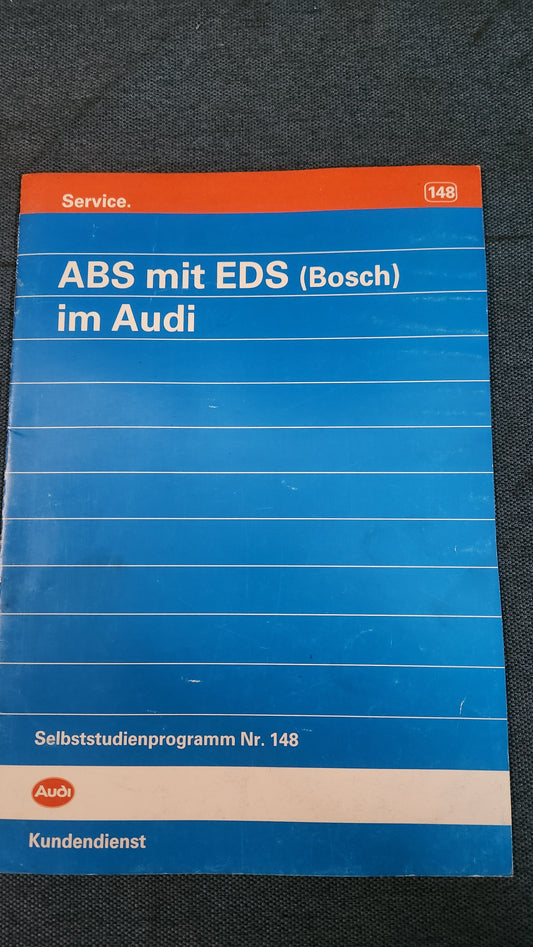 Service.
148
ABS mit EDS (Bosch)
im Audi
Selbststudienprogramm Nr. 148
Audi
Kundendienst